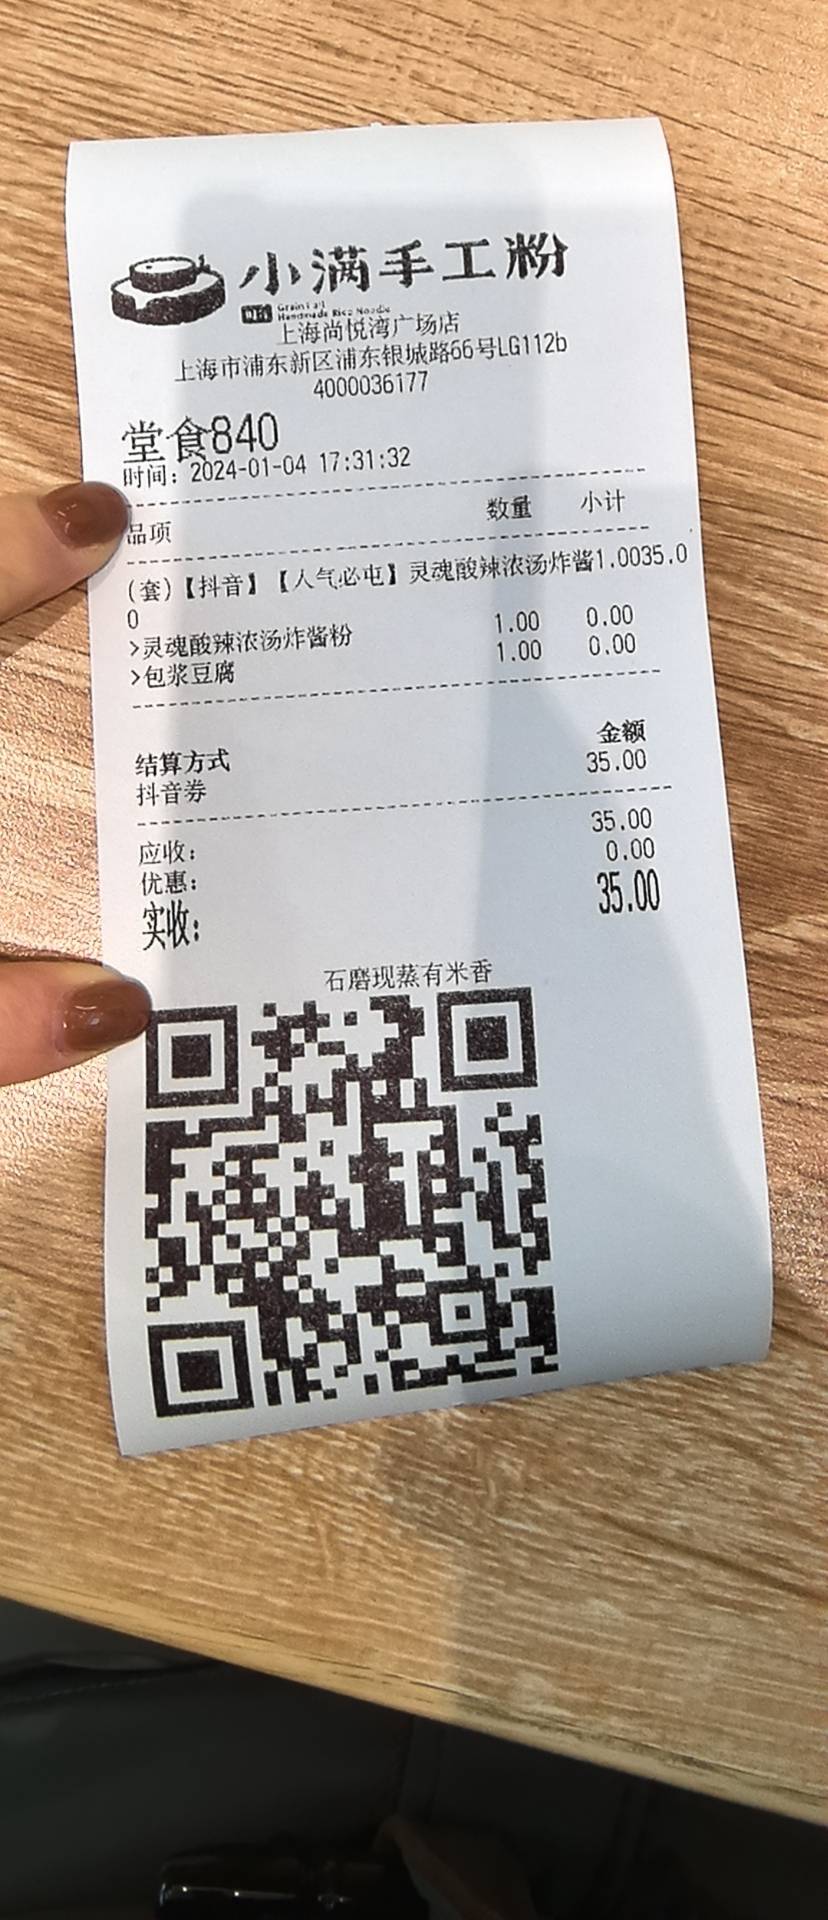 小满手工粉
Grain Full
Handmade Rice Noodle
上海尚悦湾广场店
上海市浦东新区浦东银城路66号LG112b
4000036177
堂食840
时间：2024-01-04 17:31:32
品项 数量 小计
(套)【抖音】【人气必屯】灵魂酸辣浓汤炸酱1.0035.0
0
>灵魂酸辣浓汤炸酱粉 1.00 0.00
>包浆豆腐 1.00 0.00
结算方式 金额
抖音券 35.00
应收： 35.00
优惠： 0.00
实收： 35.00
石磨现蒸有米香